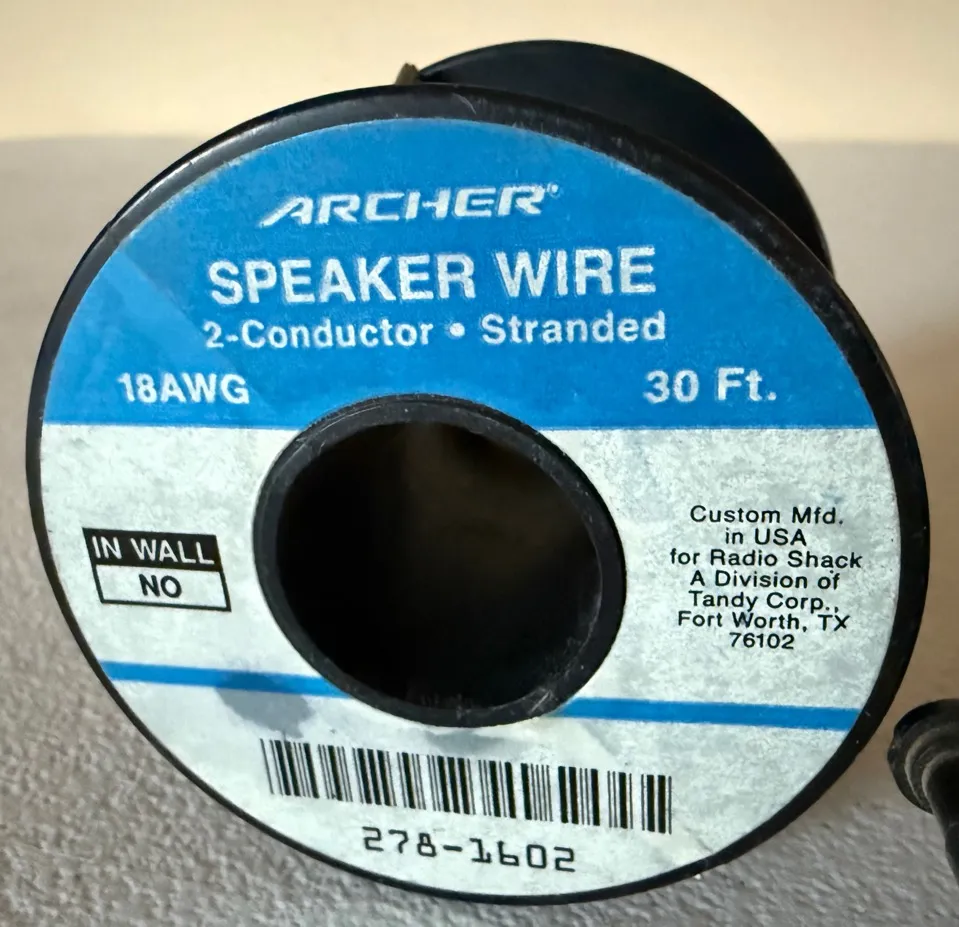 ARCHER®
SPEAKER WIRE
2-Conductor • Stranded
18AWG
30 Ft.
IN WALL
NO
Custom Mfd.
in USA
for Radio Shack
A Division of
Tandy Corp.,
Fort Worth, TX
76102
278-1602